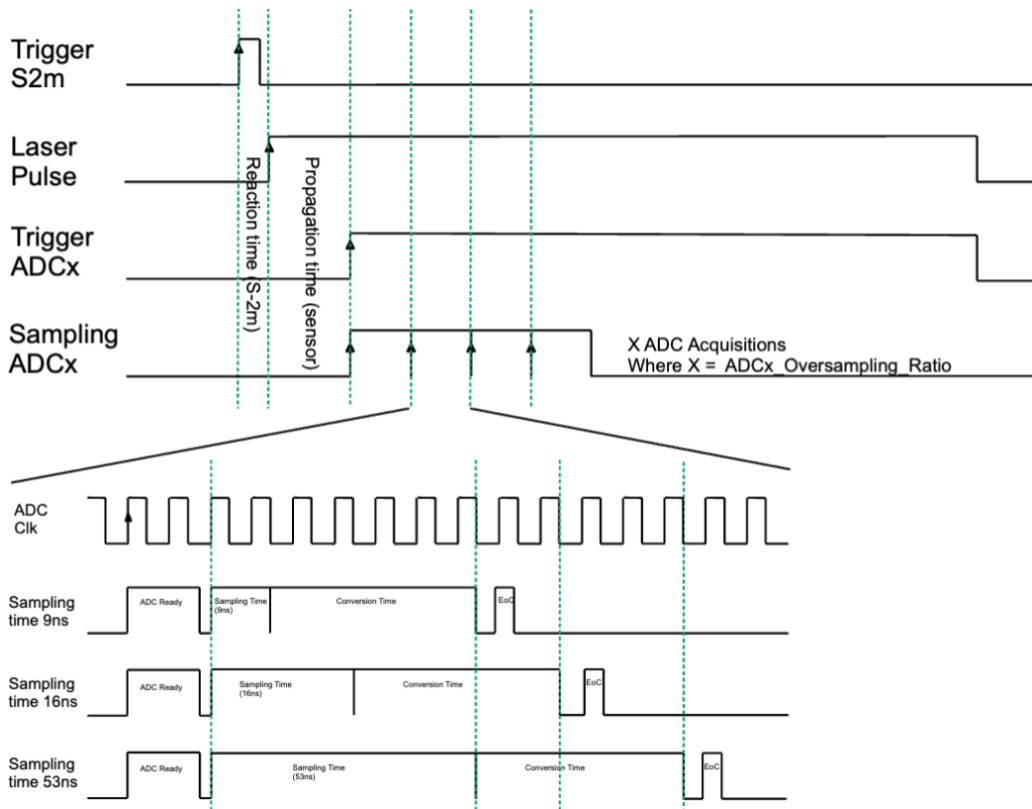 Trigger
S2m
Laser
Pulse
Reaction time (S-2m)
Propagation time (sensor)
Trigger
ADCx
Sampling
ADCx
X ADC Acquisitions
Where X = ADCx_Oversampling_Ratio
ADC
Clk
Sampling
time 9ns
ADC Ready
Sampling Time
(9ns)
Conversion Time
EoC
Sampling
time 16ns
ADC Ready
Sampling Time
(16ns)
Conversion Time
EoC
Sampling
time 53ns
ADC Ready
Sampling Time
(53ns)
Conversion Time
EoC